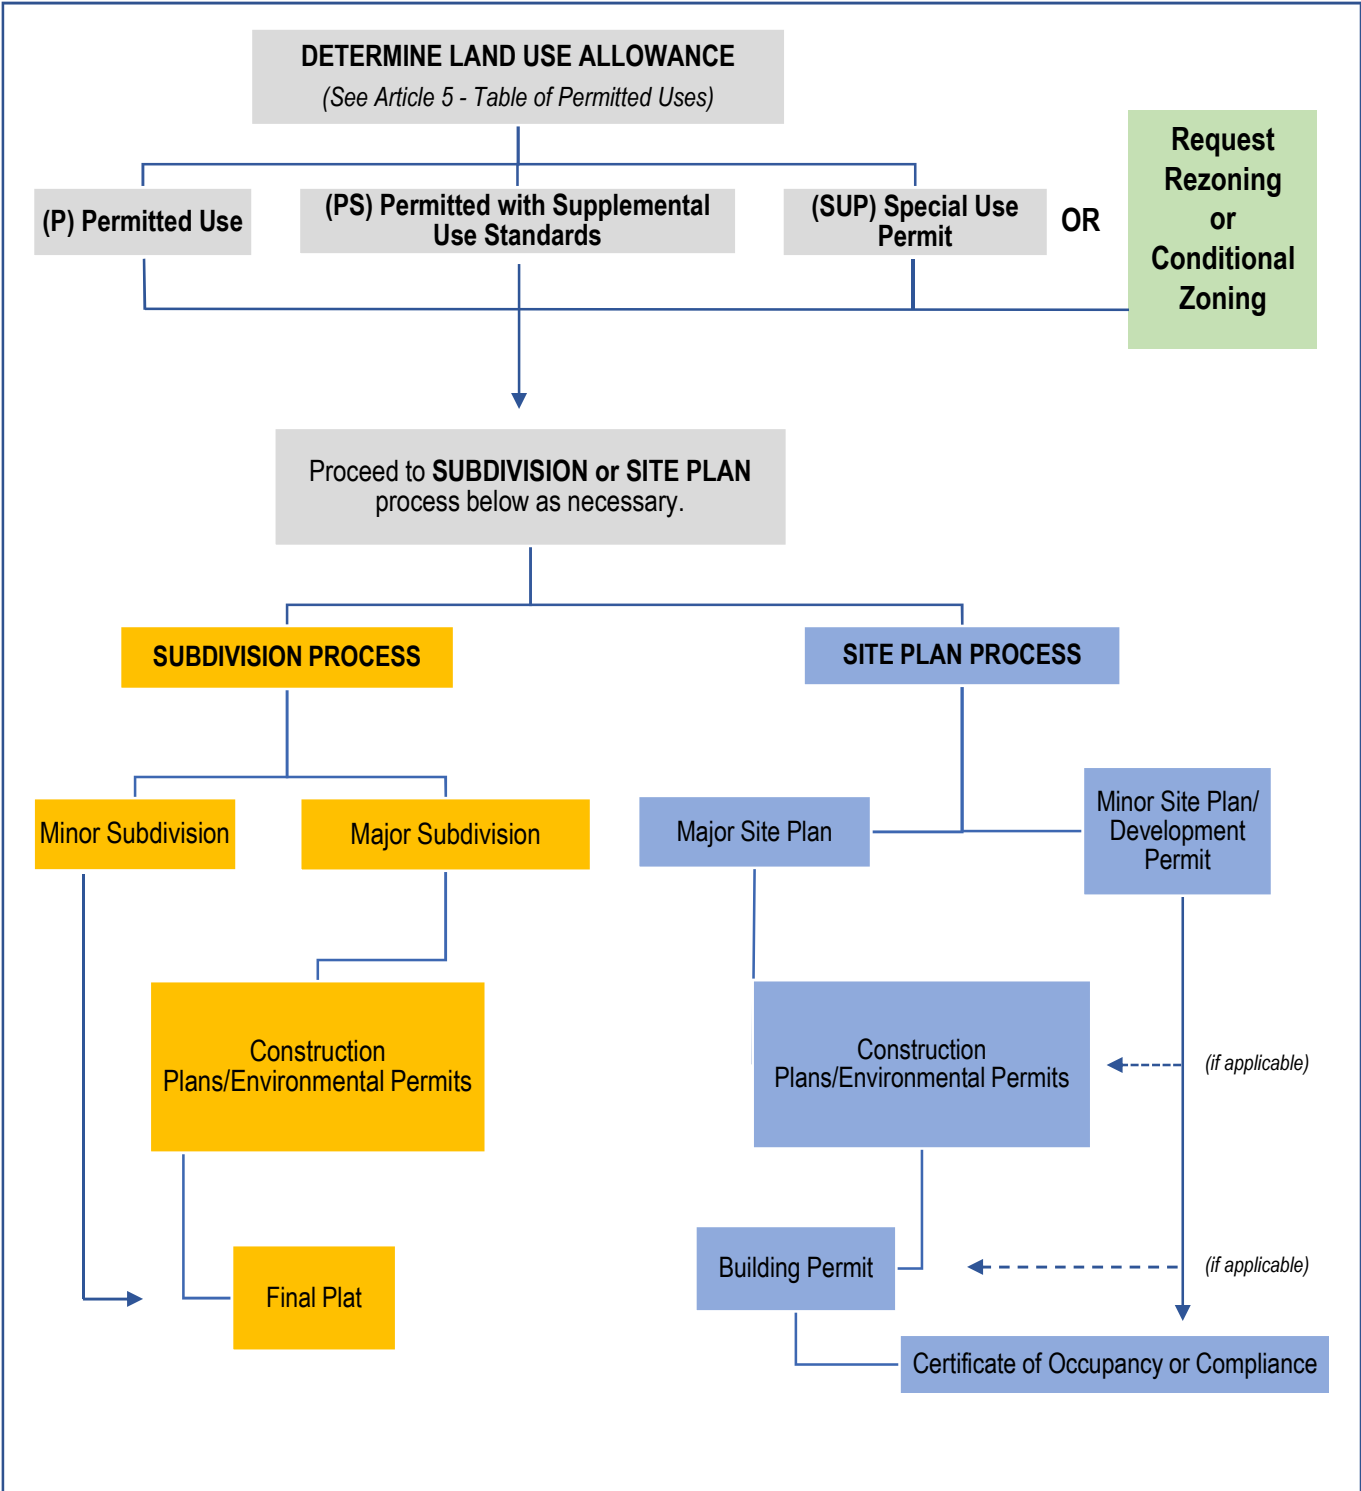 DETERMINE LAND USE ALLOWANCE
(See Article 5 - Table of Permitted Uses)
(P) Permitted Use
(PS) Permitted with Supplemental
Use Standards
(SUP) Special Use
Permit
OR
Request
Rezoning
or
Conditional
Zoning
Proceed to SUBDIVISION or SITE PLAN
process below as necessary.
SUBDIVISION PROCESS
SITE PLAN PROCESS
Minor Subdivision
Major Subdivision
Major Site Plan
Minor Site Plan/
Development
Permit
Construction
Plans/Environmental Permits
Construction
Plans/Environmental Permits
(if applicable)
Final Plat
Building Permit
(if applicable)
Certificate of Occupancy or Compliance